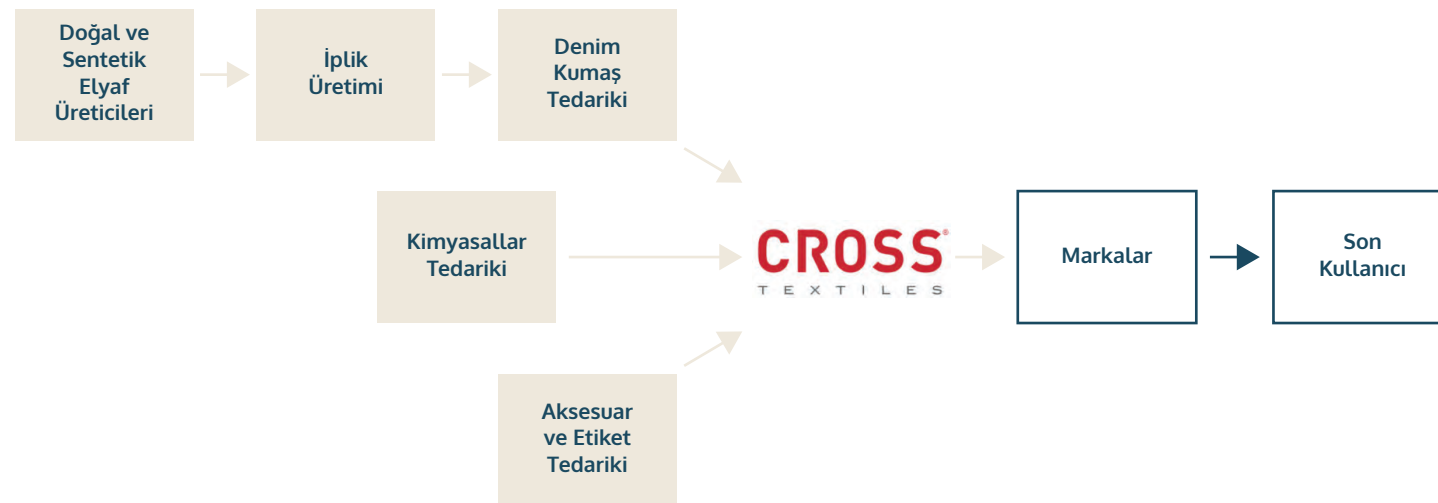 Doğal ve
Sentetik
Elyaf
Üreticileri
İplik
Üretimi
Denim
Kumaş
Tedariki
Kimyasallar
Tedariki
CROSS®
TEXTILES
Markalar
Son
Kullanıcı
Aksesuar
ve Etiket
Tedariki